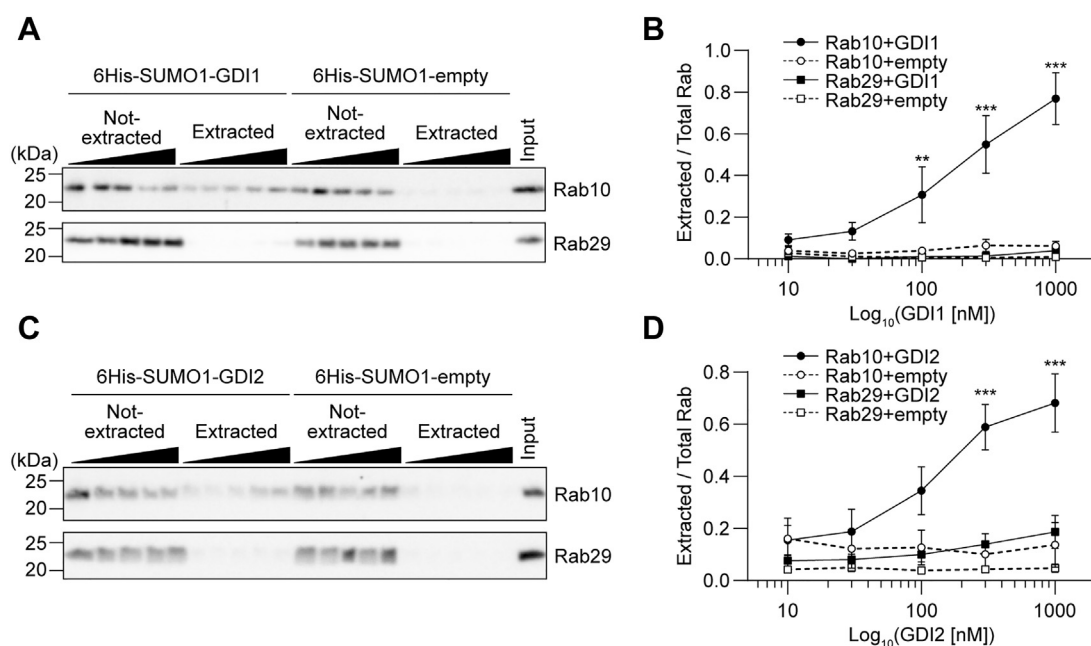 A
6His-SUMO1-GDI1 6His-SUMO1-empty
Not-
extracted Extracted Not-
extracted Extracted Input
(kDa)
25
20
Rab10
25
20
Rab29
B
Rab10+GDI1
Rab10+empty
Rab29+GDI1
Rab29+empty
Extracted / Total Rab
1.0
0.8
0.6
0.4
0.2
0.0
** *** ***
10 100 1000
Log10(GDI1 [nM])
C
6His-SUMO1-GDI2 6His-SUMO1-empty
Not-
extracted Extracted Not-
extracted Extracted Input
(kDa)
25
20
Rab10
25
20
Rab29
D
Rab10+GDI2
Rab10+empty
Rab29+GDI2
Rab29+empty
Extracted / Total Rab
0.8
0.6
0.4
0.2
0.0
*** ***
10 100 1000
Log10(GDI2 [nM])